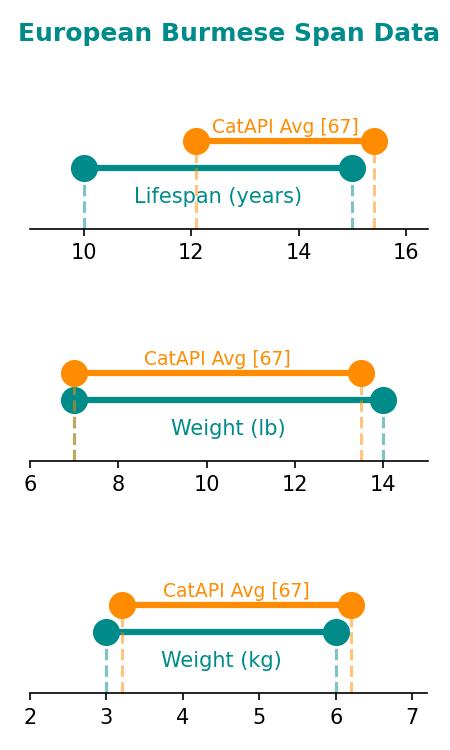 European Burmese Span Data
CatAPI Avg [67]
Lifespan (years)
10 12 14 16
CatAPI Avg [67]
Weight (lb)
6 8 10 12 14
CatAPI Avg [67]
Weight (kg)
2 3 4 5 6 7